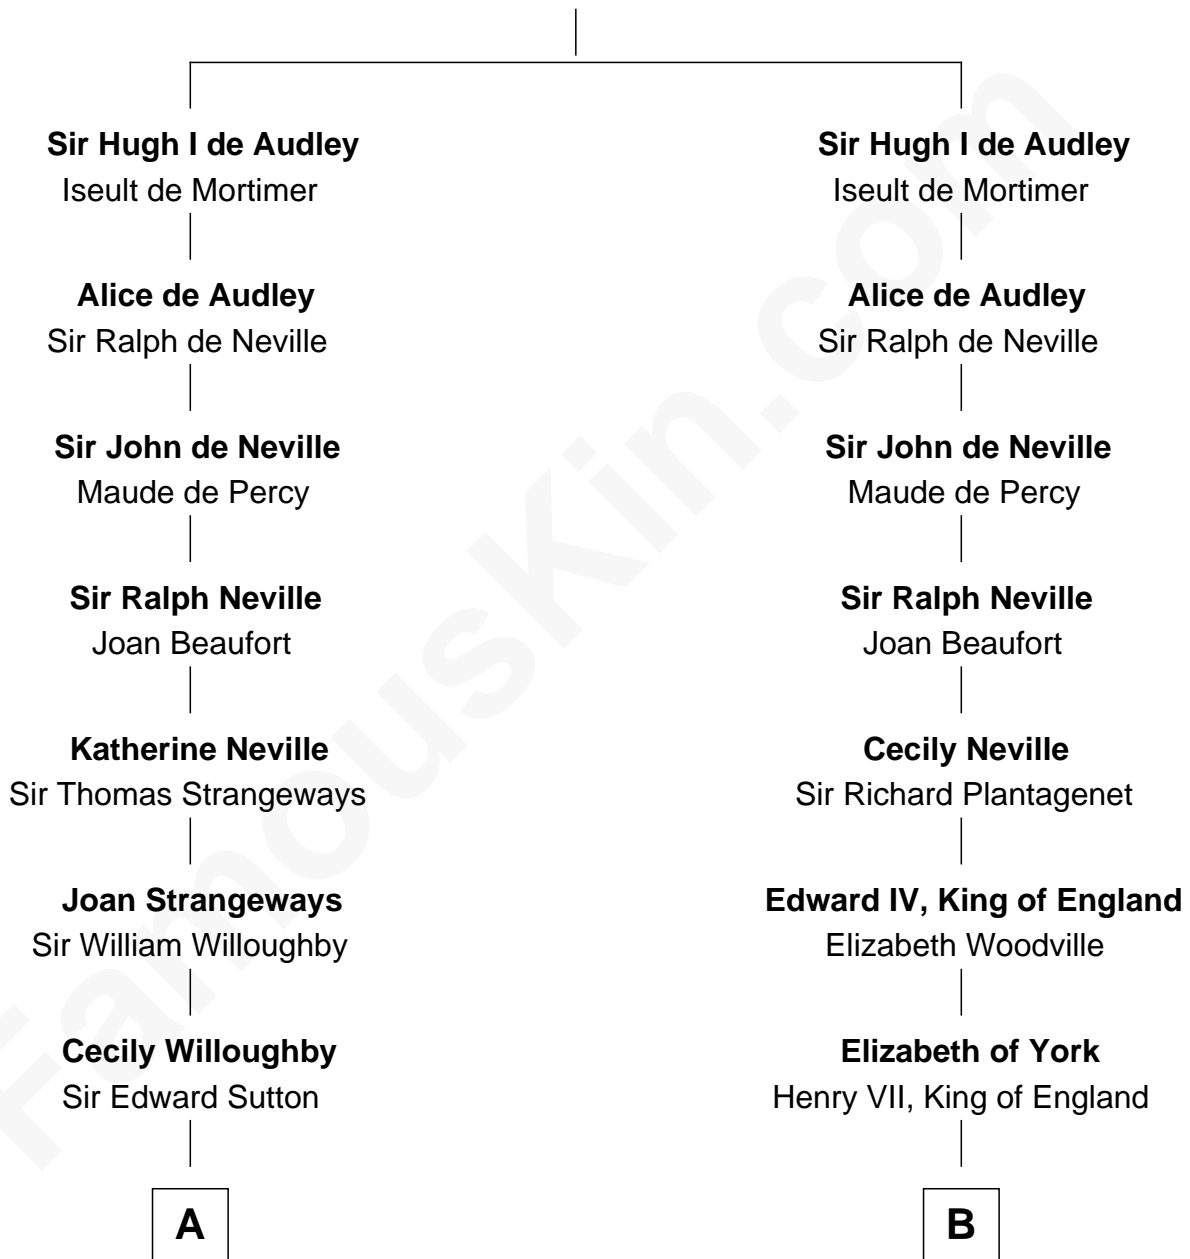 Sir Hugh I de Audley
Iseult de Mortimer
Alice de Audley
Sir Ralph de Neville
Sir John de Neville
Maude de Percy
Sir Ralph Neville
Joan Beaufort
Katherine Neville
Sir Thomas Strangeways
Joan Strangeways
Sir William Willoughby
Cecily Willoughby
Sir Edward Sutton
A
Sir Hugh I de Audley
Iseult de Mortimer
Alice de Audley
Sir Ralph de Neville
Sir John de Neville
Maude de Percy
Sir Ralph Neville
Joan Beaufort
Cecily Neville
Sir Richard Plantagenet
Edward IV, King of England
Elizabeth Woodville
Elizabeth of York
Henry VII, King of England
B
FamousKin.com